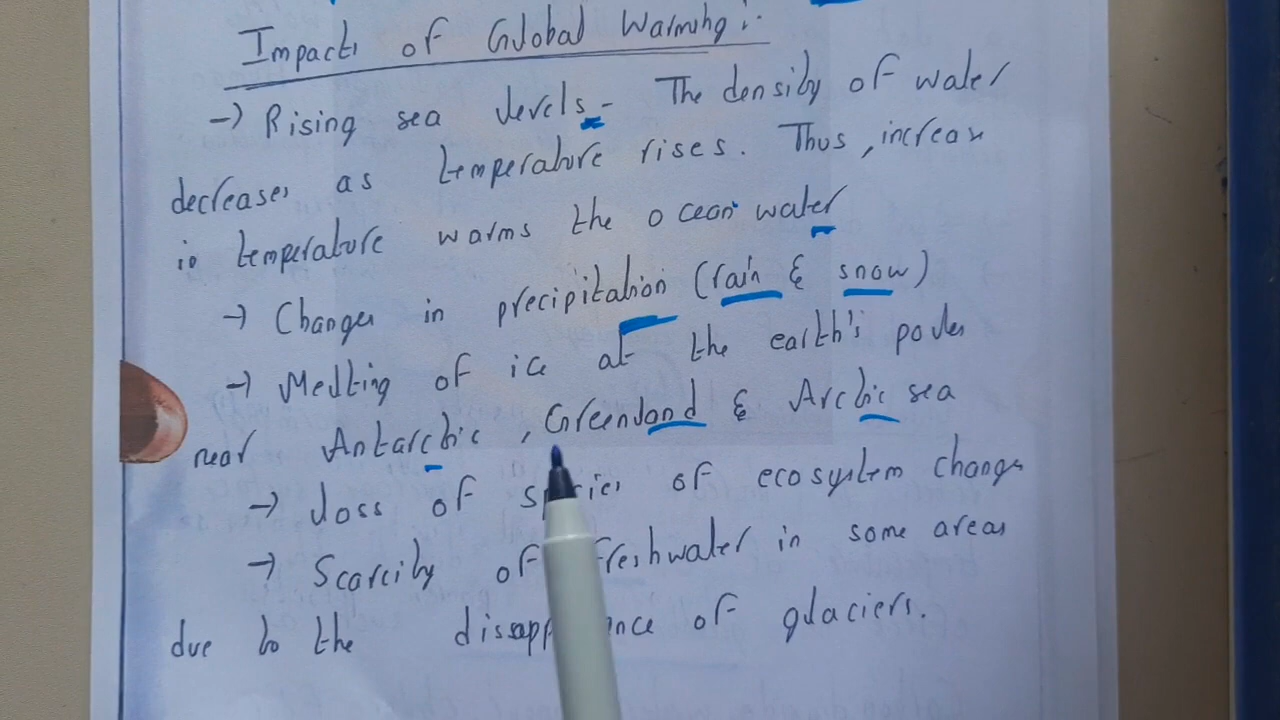 Impacts of Global Warming:
→ Rising sea levels - The density of water
decreases as temperature rises. Thus, increase
in temperature warms the ocean water
→ Changes in precipitation (rain & snow)
→ Melting of ice at the earth's poles
near Antarctic, Greenland & Arctic sea
→ Loss of species of ecosystem change
→ Scarcity of freshwater in some areas
due to the of glaciers.